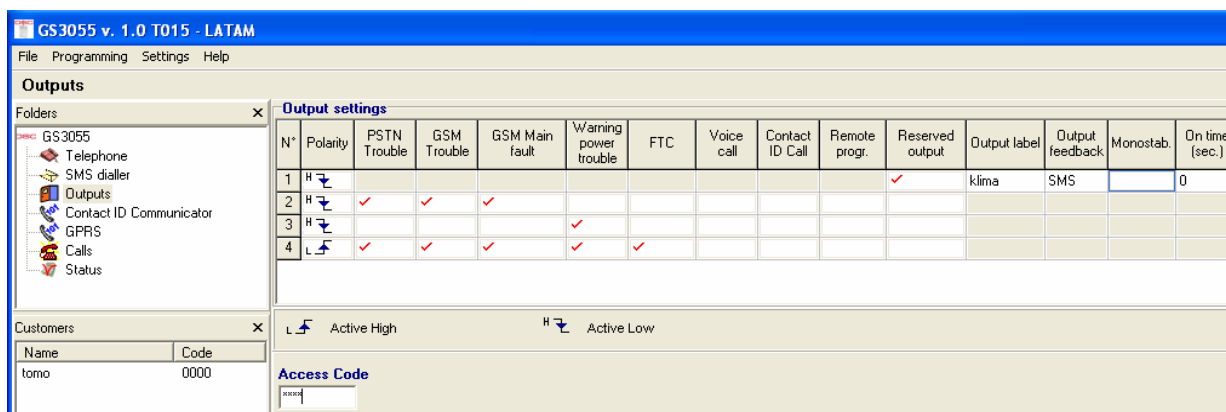 GS3055 v. 1.0 T015 - LATAM
File Programming Settings Help
Outputs
Folders x
GS3055
Telephone
SMS dialler
Outputs
Contact ID Communicator
GPRS
Calls
Status
Customers x
Name Code
tomo 0000
Output settings
N° Polarity PSTN Trouble GSM Trouble GSM Main fault Warning power trouble FTC Voice call Contact ID Call Remote progr. Reserved output Output label Output feedback Monostab. On time (sec.)
1 H klima SMS 0
2 H
3 H
4 L
L Active High H Active Low
Access Code
****